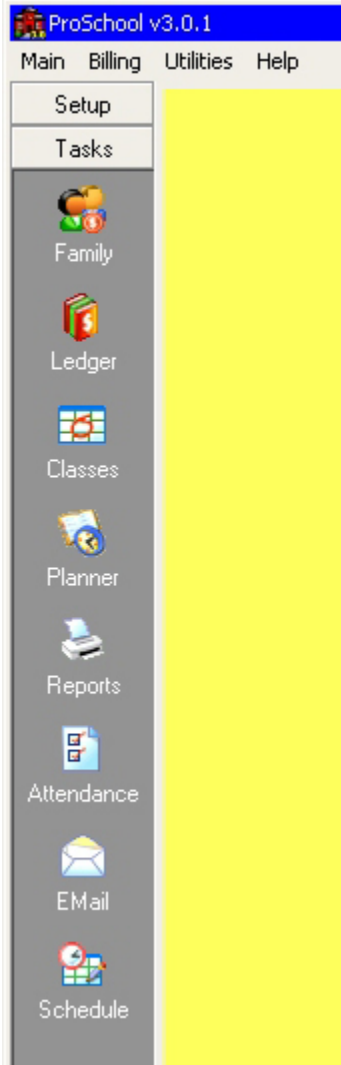 ProSchool v3.0.1
Main Billing Utilities Help
Setup
Tasks
Family
Ledger
Classes
Planner
Reports
Attendance
EMail
Schedule